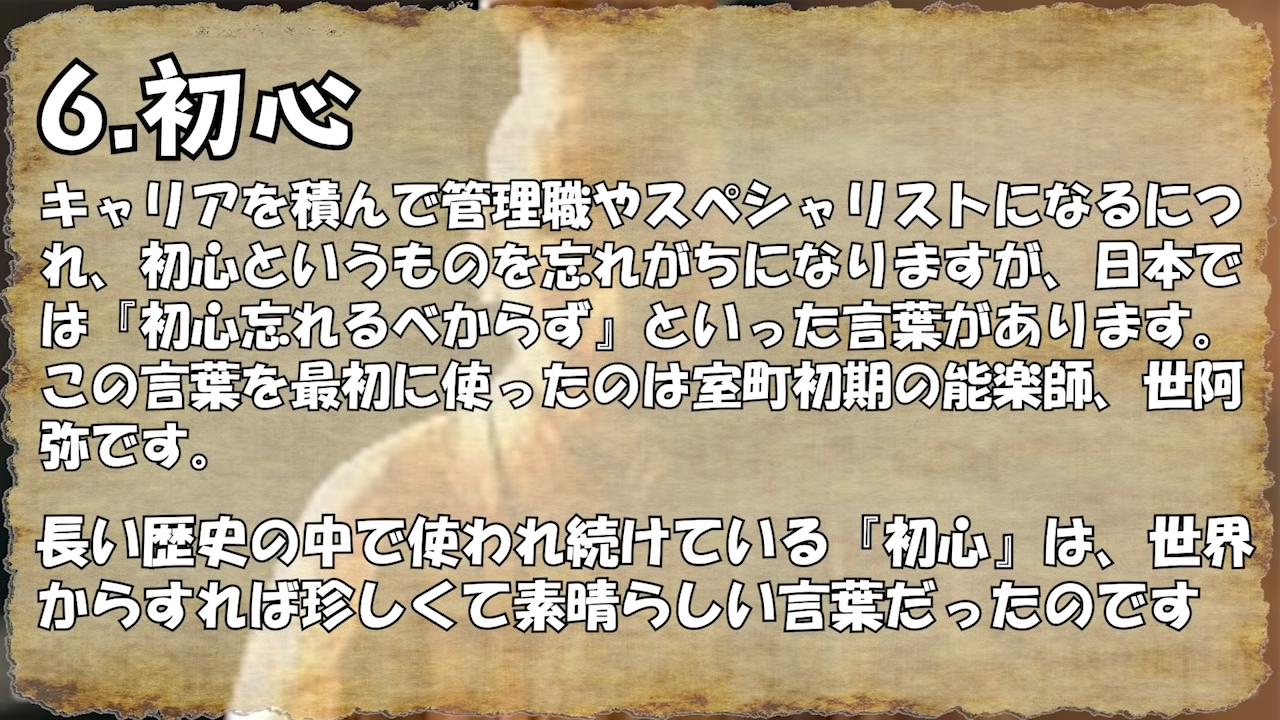 6.初心
キャリアを積んで管理職やスペシャリストになるにつ
れ、初心というものを忘れがちになりますが、日本で
は『初心忘れるべからず』といった言葉があります。
この言葉を最初に使ったのは室町初期の能楽師、世阿
弥です。
長い歴史の中で使われ続けている『初心』は、世界
からすれば珍しくて素晴らしい言葉だったのです